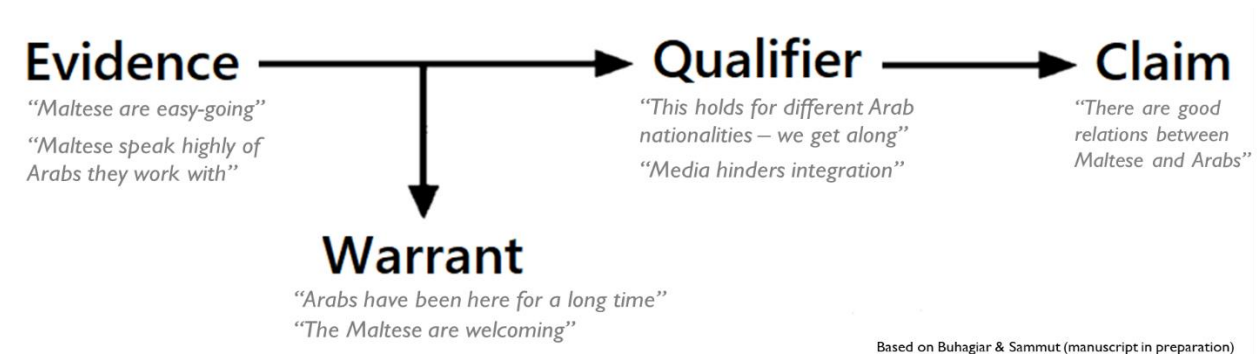 Evidence
“Maltese are easy-going”
“Maltese speak highly of
Arabs they work with”
Qualifier
“This holds for different Arab
nationalities – we get along”
“Media hinders integration”
Claim
“There are good
relations between
Maltese and Arabs”
Warrant
“Arabs have been here for a long time”
“The Maltese are welcoming”
Based on Buhagiar & Sammut (manuscript in preparation)